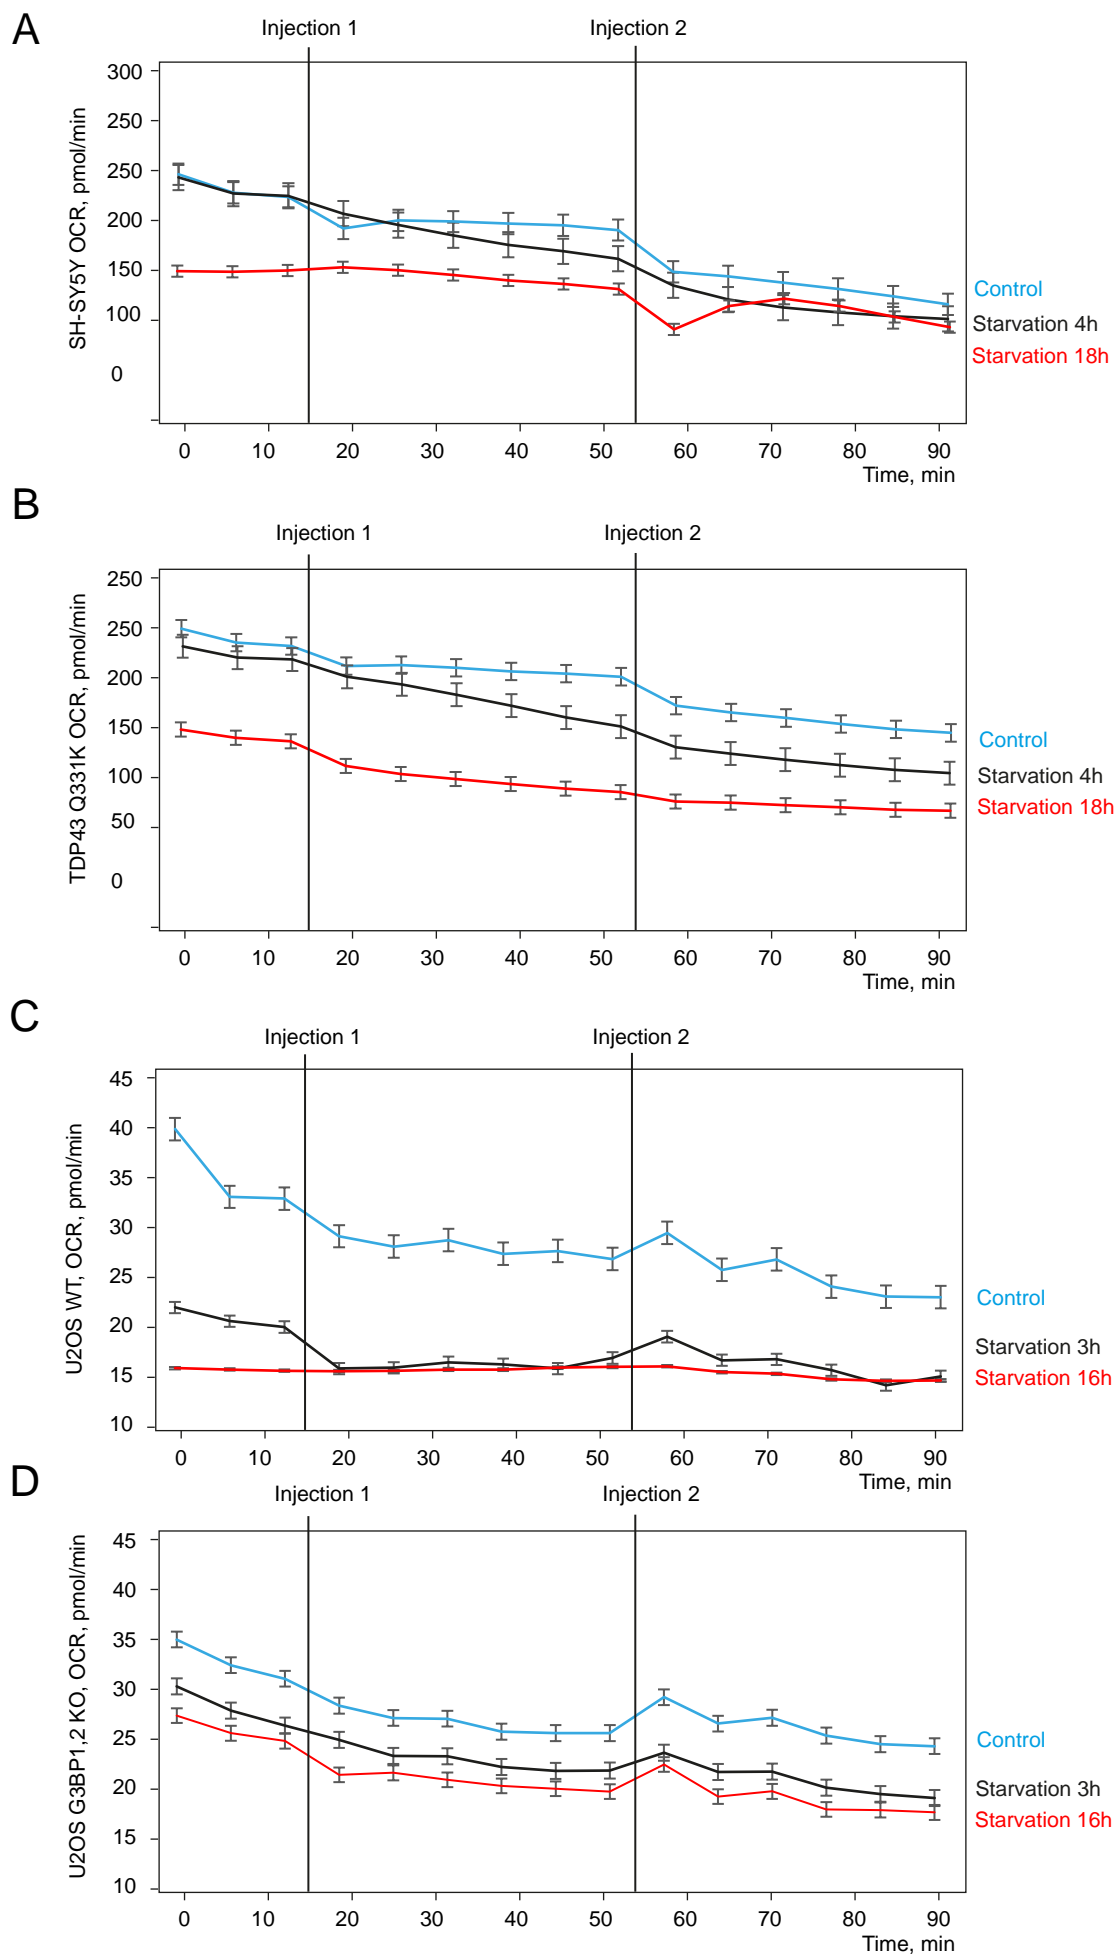 A
Injection 1 Injection 2
SH-SY5Y OCR, pmol/min
300
250
250
200
150
100
0
Control
Starvation 4h
Starvation 18h
0 10 20 30 40 50 60 70 80 90
Time, min
B
Injection 1 Injection 2
TDP43 Q331K OCR, pmol/min
250
250
200
150
100
50
0
Control
Starvation 4h
Starvation 18h
0 10 20 30 40 50 60 70 80 90
Time, min
C
Injection 1 Injection 2
U2OS WT, OCR, pmol/min
45
40
35
30
25
20
15
10
Control
Starvation 3h
Starvation 16h
0 10 20 30 40 50 60 70 80 90
Time, min
D
Injection 1 Injection 2
U2OS G3BP1,2 KO, OCR, pmol/min
45
40
35
30
25
20
15
10
Control
Starvation 3h
Starvation 16h
0 10 20 30 40 50 60 70 80 90
Time, min